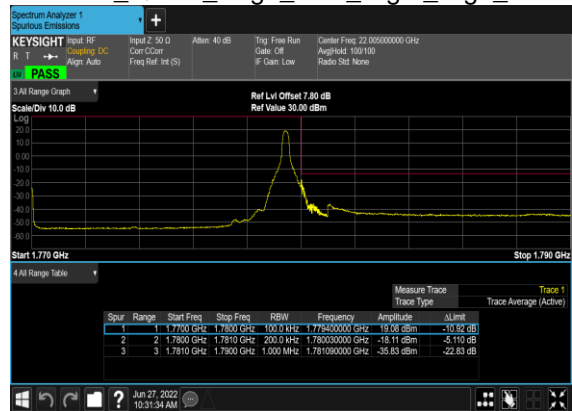 Spectrum Analyzer 1
Spurious Emissions
+
KEYSIGHT
R T
Input: RF
Coupling: DC
Align: Auto
Input Z: 50 Ω
Corr CCorr
Freq Ref: Int (S)
Atten: 40 dB
Trig: Free Run
Gate: Off
IF Gain: Low
Center Freq: 22.005000000 GHz
Avg|Hold: 100/100
Radio Std: None
PASS
3 All Range Graph
Ref Lvl Offset 7.80 dB
Scale/Div 10.0 dB
Ref Value 30.00 dBm
Log
20.0
10.0
0.00
-10.0
-20.0
-30.0
-40.0
-50.0
-60.0
Start 1.770 GHz
Stop 1.790 GHz
4 All Range Table
Measure Trace Trace 1
Trace Type Trace Average (Active)
Spur Range Start Freq Stop Freq RBW Frequency Amplitude ΔLimit
1 1 1.7700 GHz 1.7800 GHz 100.0 kHz 1.779400000 GHz 19.08 dBm -10.92 dB
2 2 1.7800 GHz 1.7810 GHz 200.0 kHz 1.780030000 GHz -18.11 dBm -5.110 dB
3 3 1.7810 GHz 1.7900 GHz 1.000 MHz 1.781090000 GHz -35.83 dBm -22.83 dB
?
Jun 27, 2022
10:31:34 AM